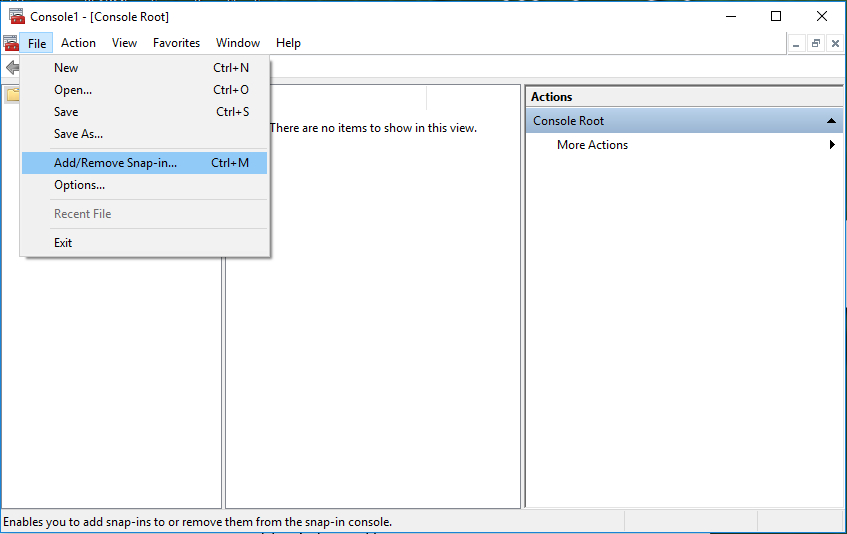 Console1 - [Console Root]
File Action View Favorites Window Help
New Ctrl+N
Open... Ctrl+O
Save Ctrl+S
Save As...
Add/Remove Snap-in... Ctrl+M
Options...
Recent File
Exit
There are no items to show in this view.
Actions
Console Root
More Actions
Enables you to add snap-ins to or remove them from the snap-in console.